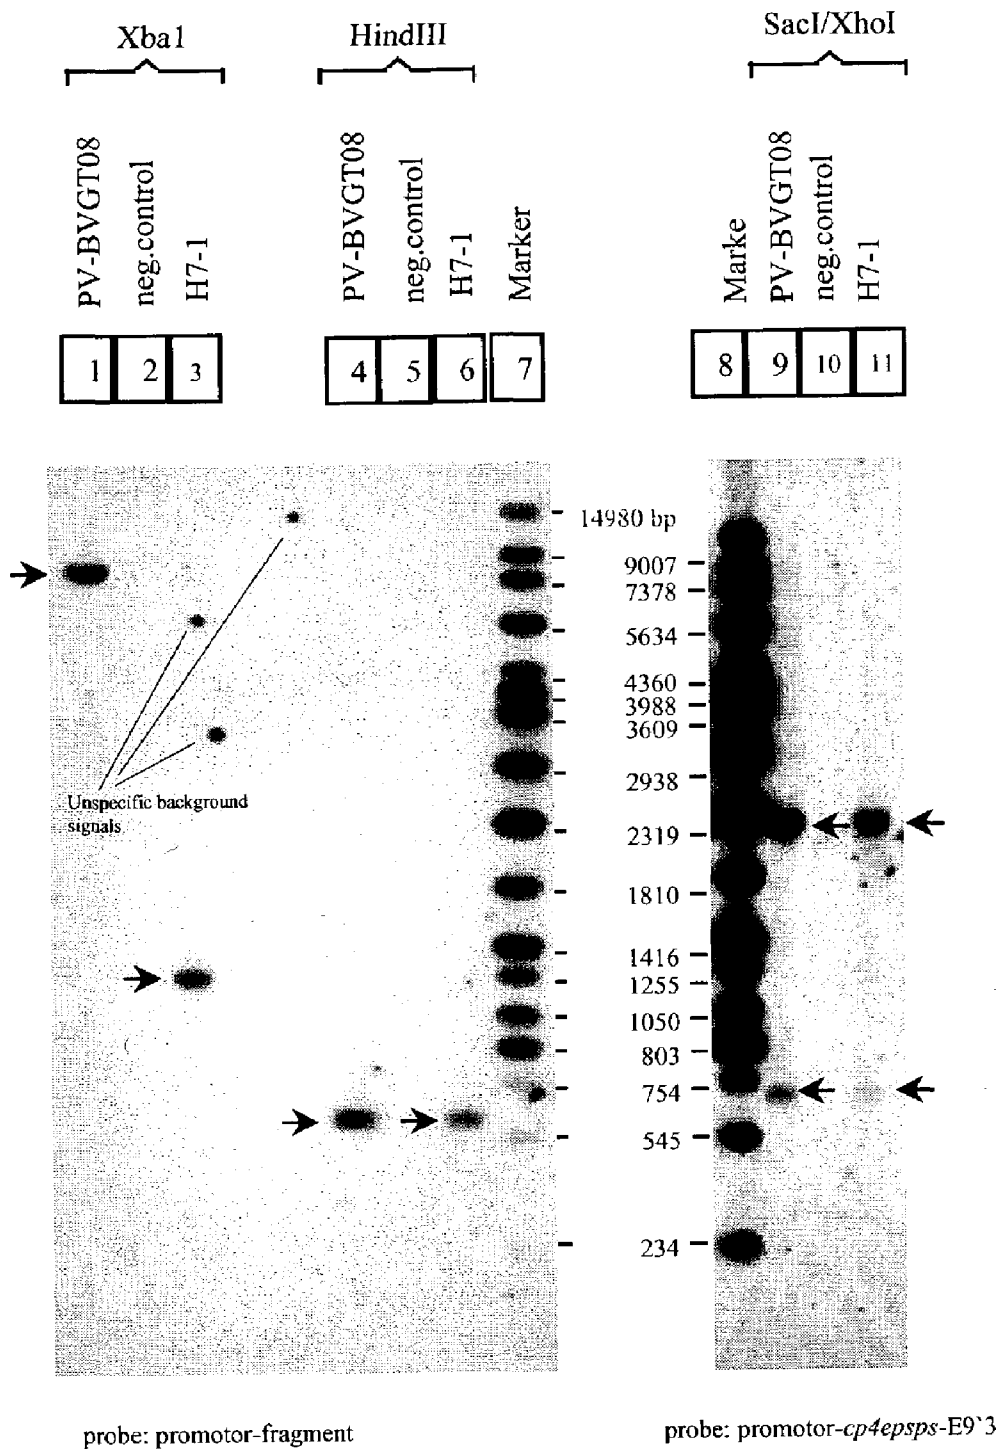 Xba1 HindIII SacI/XhoI
PV-BVGT08
neg.control
H7-1
PV-BVGT08
neg.control
H7-1
Marker
Marke
PV-BVGT08
neg.control
H7-1
1 2 3 4 5 6 7 8 9 10 11
14980 bp
9007
7378
5634
4360
3988
3609
2938
2319
1810
1416
1255
1050
803
754
545
234
Unspecific background
signals
probe: promotor-fragment
probe: promotor-cp4epsps-E9`3